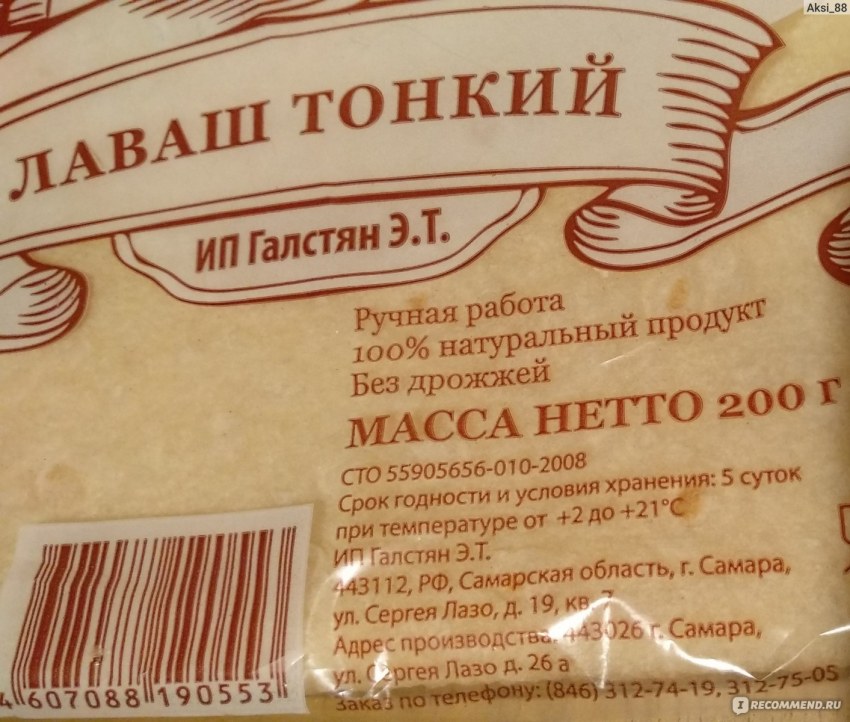 Aksi_88
ЛАВАШ ТОНКИЙ
ИП Галстян Э.Т.
Ручная работа
100% натуральный продукт
Без дрожжей
МАССА НЕТТО 200 г
СТО 55905656-010-2008
Срок годности и условия хранения: 5 суток
при температуре от +2 до +21°С
ИП Галстян Э.Т.
443112, РФ, Самарская область, г. Самара,
ул. Сергея Лазо, д. 19, кв.
Адрес производства: 443026 г. Самара,
ул. Сергея Лазо д. 26 а
Заказ по телефону: (846) 312-74-19, 312-75-05
4 607088 190553
I RECOMMEND.RU